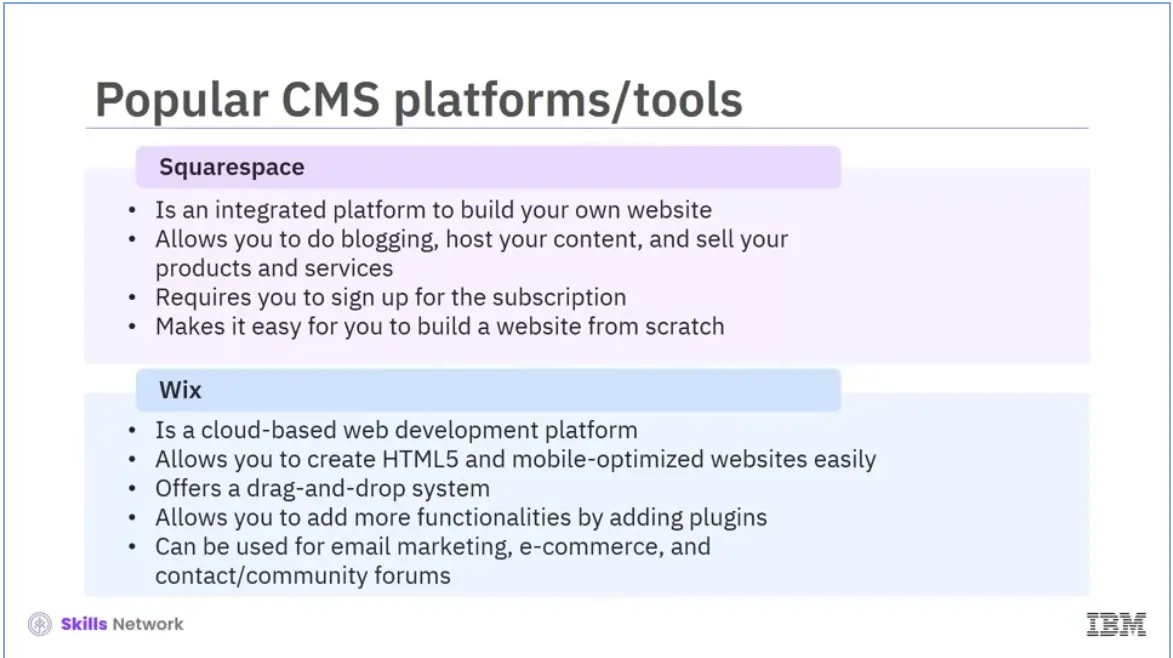 Popular CMS platforms/tools
Squarespace
• Is an integrated platform to build your own website
• Allows you to do blogging, host your content, and sell your
products and services
• Requires you to sign up for the subscription
• Makes it easy for you to build a website from scratch
Wix
• Is a cloud-based web development platform
• Allows you to create HTML5 and mobile-optimized websites easily
• Offers a drag-and-drop system
• Allows you to add more functionalities by adding plugins
• Can be used for email marketing, e-commerce, and
contact/community forums
Skills Network
IBM